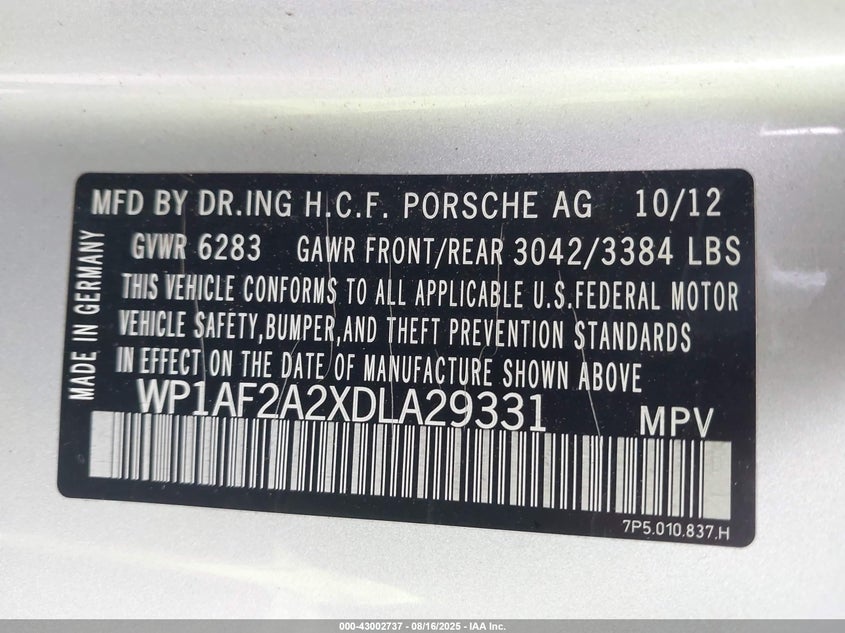 MFD BY DR.ING H.C.F. PORSCHE AG 10/12
GVWR 6283 GAWR FRONT/REAR 3042/3384 LBS
THIS VEHICLE CONFORMS TO ALL APPLICABLE U.S.FEDERAL MOTOR
VEHICLE SAFETY,BUMPER,AND THEFT PREVENTION STANDARDS
IN EFFECT ON THE DATE OF MANUFACTURE SHOWN ABOVE
WP1AF2A2XDLA29331 MPV
7P5.010.837.H
MADE IN GERMANY
000-43002737 - 08/16/2025 - IAA Inc.